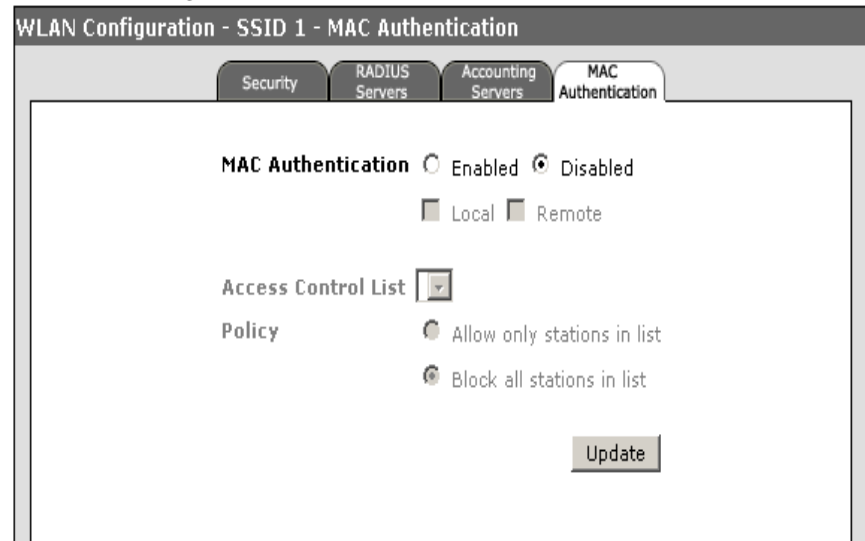 WLAN Configuration - SSID 1 - MAC Authentication
Security
RADIUS
Servers
Accounting
Servers
MAC
Authentication
MAC Authentication Enabled Disabled
Local Remote
Access Control List
Policy Allow only stations in list
Block all stations in list
Update